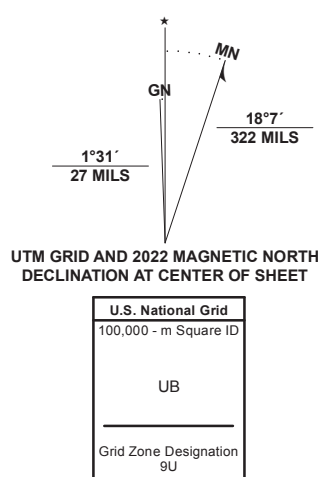 ★
MN
GN
18°7´
322 MILS
1°31´
27 MILS
UTM GRID AND 2022 MAGNETIC NORTH
DECLINATION AT CENTER OF SHEET
U.S. National Grid
100,000 - m Square ID
UB
Grid Zone Designation
9U